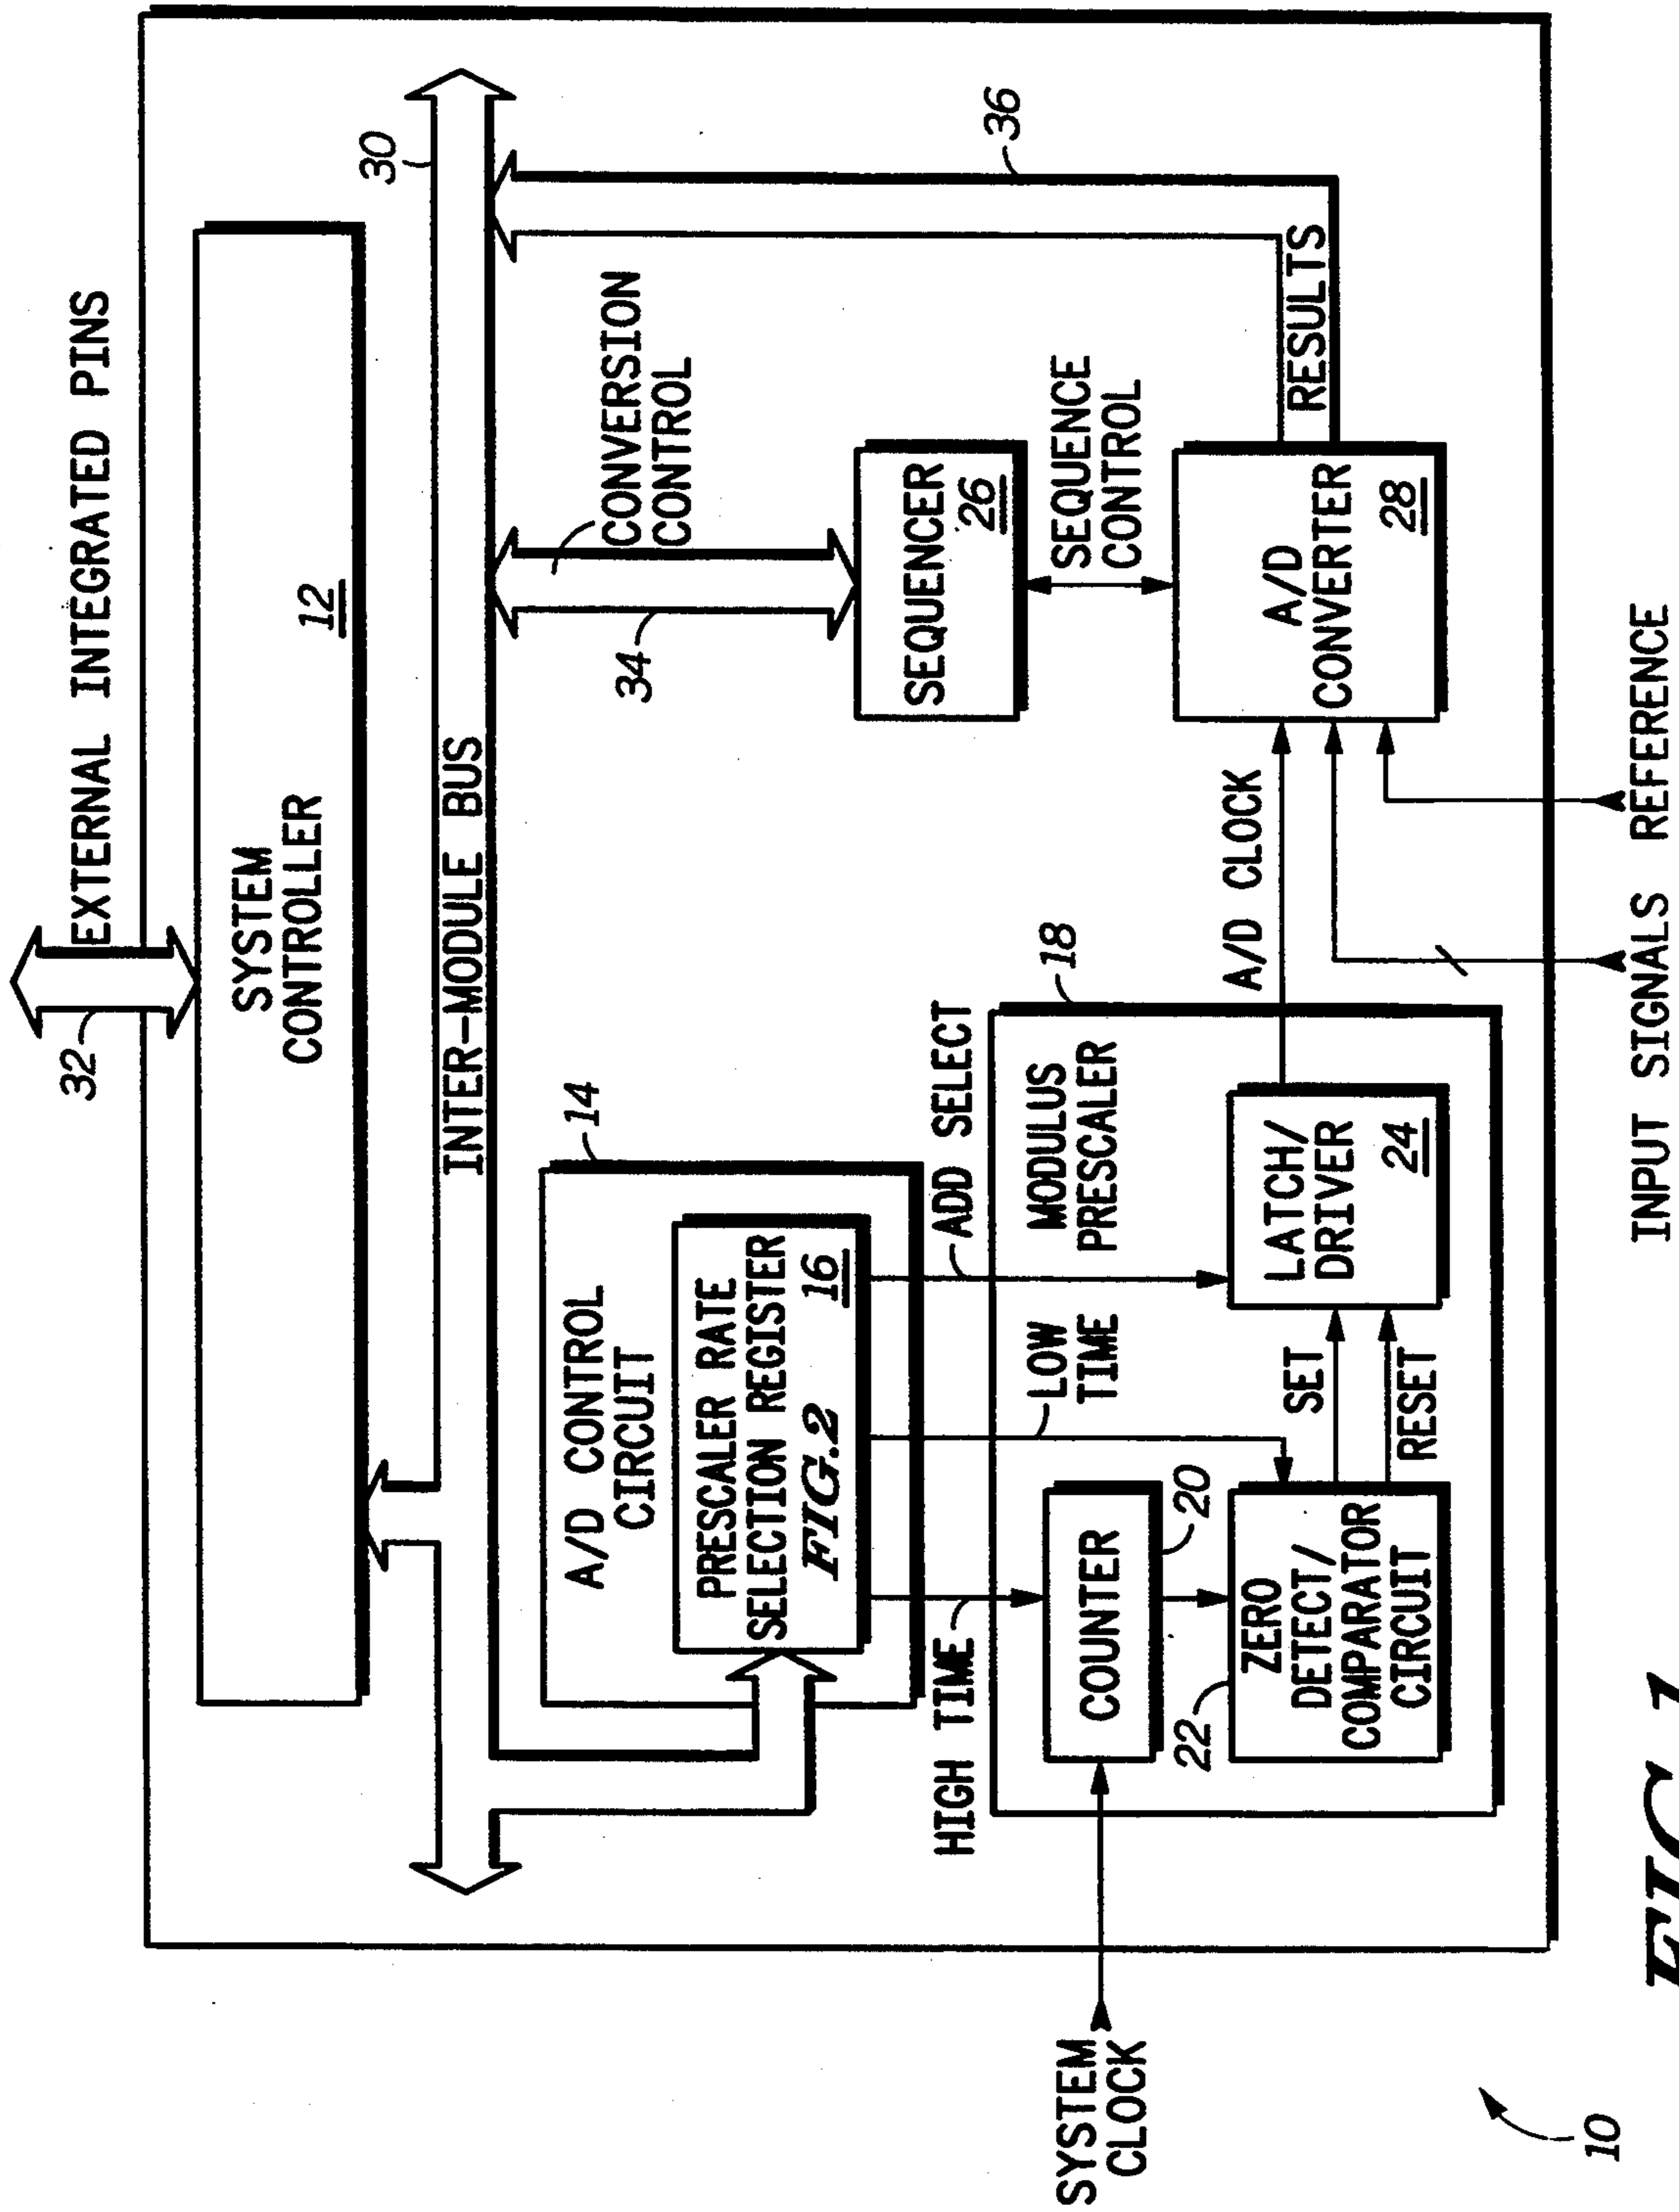 EXTERNAL INTEGRATED PINS
32
SYSTEM
CONTROLLER
12
30
INTER-MODULE BUS
14
A/D CONTROL
CIRCUIT
PRESCALER RATE
SELECTION REGISTER
FIG.2
16
34
CONVERSION
CONTROL
36
SEQUENCER
26
SEQUENCE
CONTROL
HIGH TIME
LOW
TIME
ADD SELECT
18
MODULUS
PRESCALER
SYSTEM
CLOCK
COUNTER
20
22
ZERO
DETECT/
COMPARATOR
CIRCUIT
SET
RESET
LATCH/
DRIVER
24
A/D CLOCK
A/D
CONVERTER
28
RESULTS
INPUT SIGNALS
REFERENCE
10
FIG.1